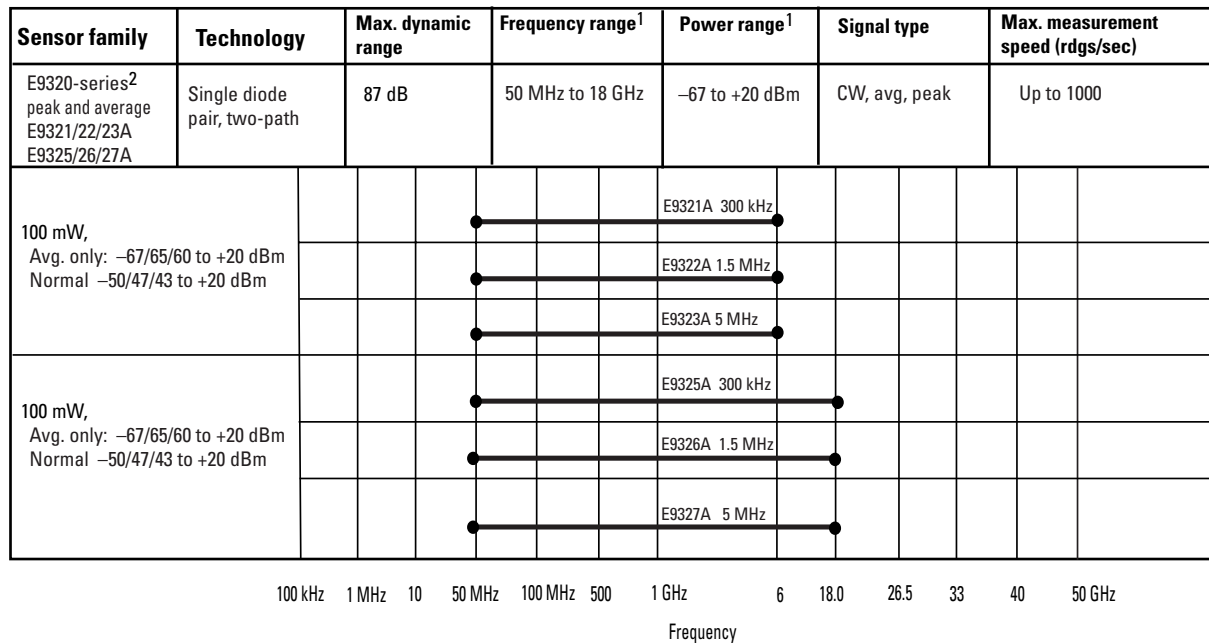 Sensor family
Technology
Max. dynamic
range
Frequency range1
Power range1
Signal type
Max. measurement
speed (rdgs/sec)
E9320-series2
peak and average
E9321/22/23A
E9325/26/27A
Single diode
pair, two-path
87 dB
50 MHz to 18 GHz
–67 to +20 dBm
CW, avg, peak
Up to 1000
100 mW,
Avg. only: –67/65/60 to +20 dBm
Normal –50/47/43 to +20 dBm
E9321A 300 kHz
E9322A 1.5 MHz
E9323A 5 MHz
100 mW,
Avg. only: –67/65/60 to +20 dBm
Normal –50/47/43 to +20 dBm
E9325A 300 kHz
E9326A 1.5 MHz
E9327A 5 MHz
100 kHz 1 MHz 10 50 MHz 100 MHz 500 1 GHz 6 18.0 26.5 33 40 50 GHz
Frequency